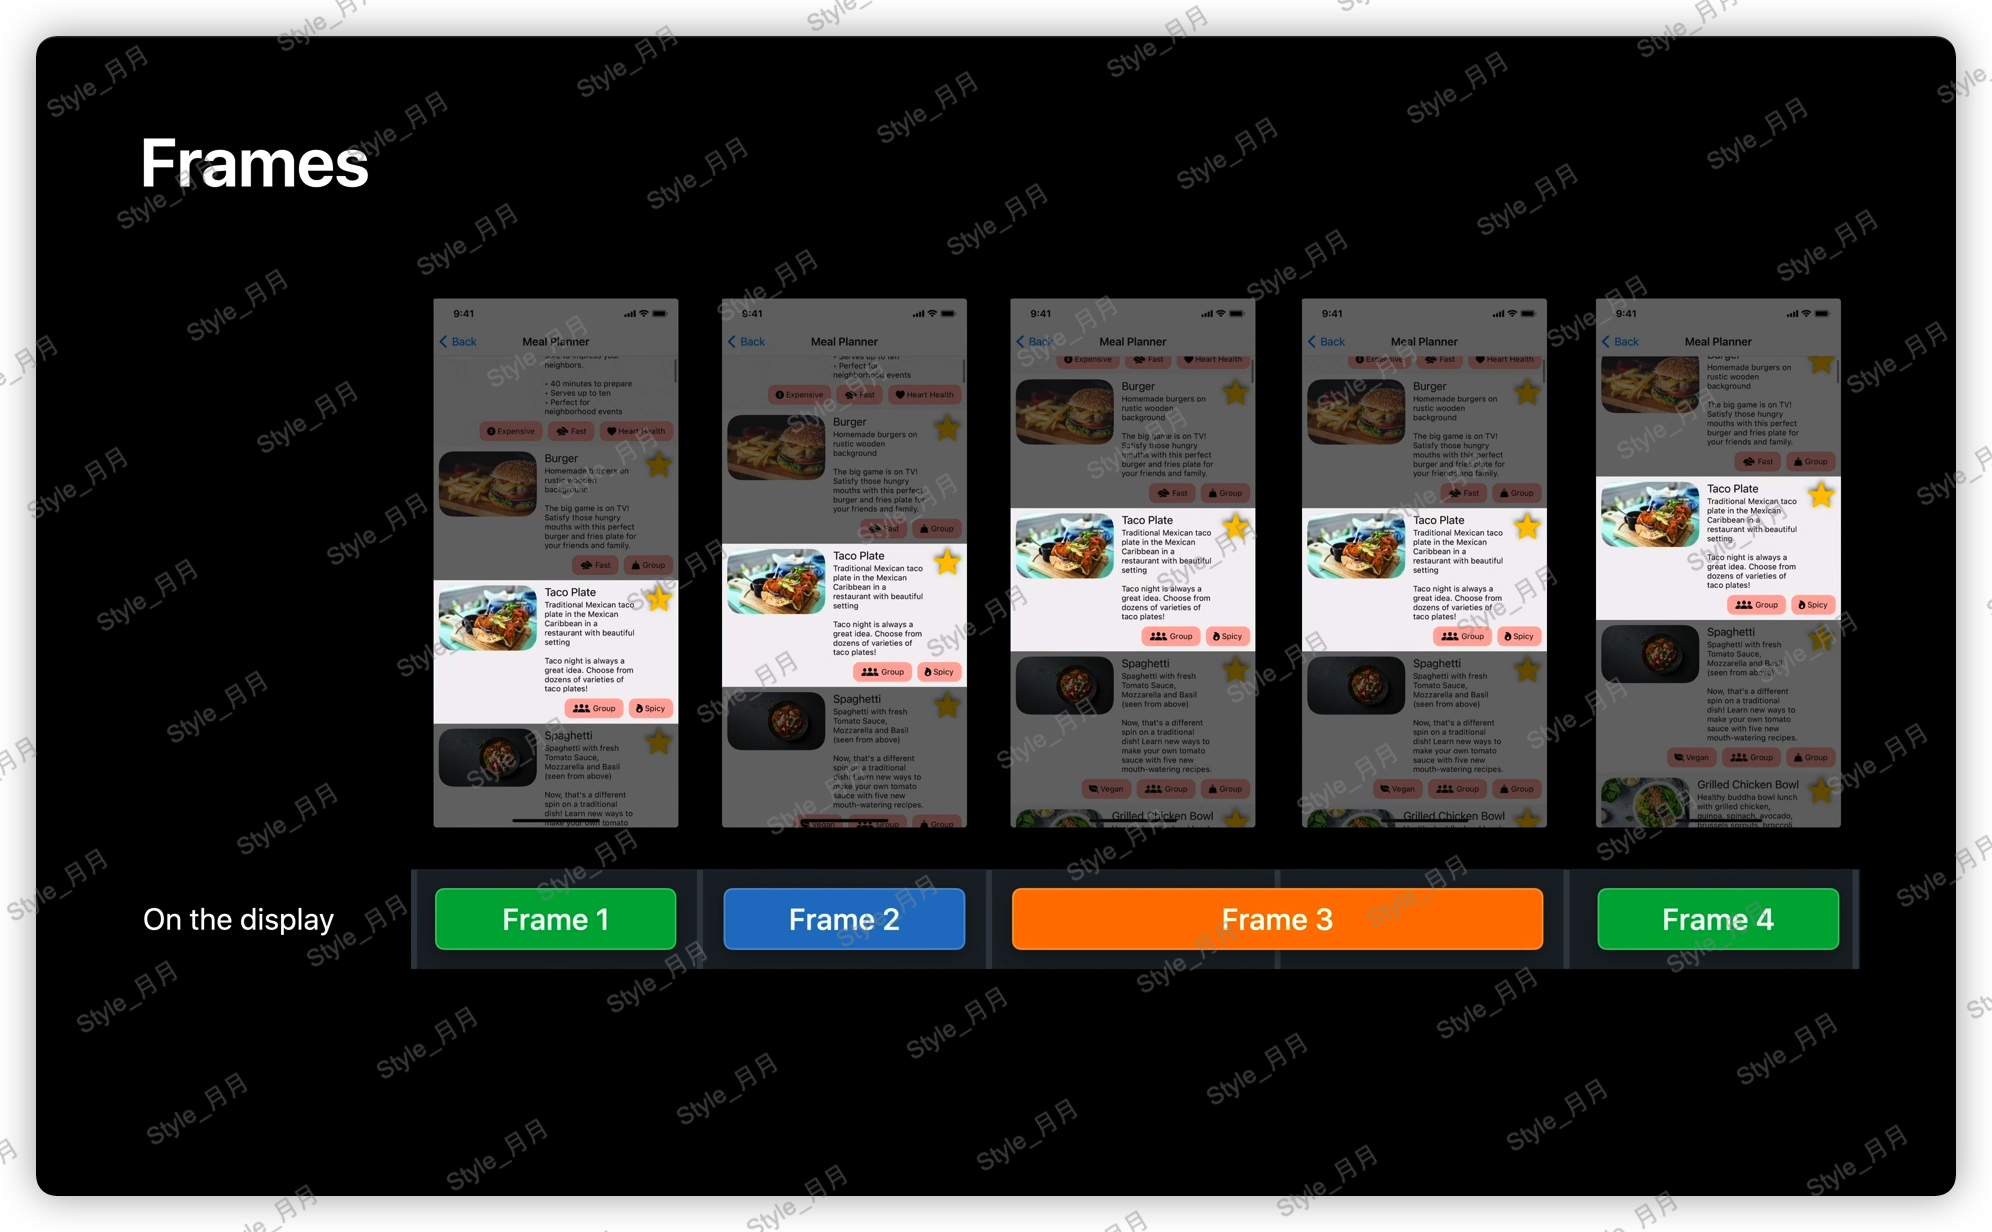 Frames
9:41
Back
Meal Planner
sure to impress your
neighbors.
• 40 minutes to prepare
• Serves up to ten
• Perfect for
neighborhood events
Expensive
Fast
Heart Health
Burger
Homemade burgers on
rustic wooden
background
The big game is on TV!
Satisfy those hungry
mouths with this perfect
burger and fries plate for
your friends and family.
Fast
Group
Taco Plate
Traditional Mexican taco
plate in the Mexican
Caribbean in a
restaurant with beautiful
setting
Taco night is always a
great idea. Choose from
dozens of varieties of
taco plates!
Group
Spicy
Spaghetti
Spaghetti with fresh
Tomato Sauce,
Mozzarella and Basil
(seen from above)
Now, that's a different
spin on a traditional
dish! Learn new ways to
make your own tomato
9:41
Back
Meal Planner
• Serves up to ten
• Perfect for
neighborhood events
Expensive
Fast
Heart Health
Burger
Homemade burgers on
rustic wooden
background
The big game is on TV!
Satisfy those hungry
mouths with this perfect
burger and fries plate for
your friends and family.
Fast
Group
Taco Plate
Traditional Mexican taco
plate in the Mexican
Caribbean in a
restaurant with beautiful
setting
Taco night is always a
great idea. Choose from
dozens of varieties of
taco plates!
Group
Spicy
Spaghetti
Spaghetti with fresh
Tomato Sauce,
Mozzarella and Basil
(seen from above)
Now, that's a different
spin on a traditional
dish! Learn new ways to
make your own tomato
sauce with five new
mouth-watering recipes.
Vegan
Group
Group
9:41
Back
Meal Planner
Expensive
Fast
Heart Health
Burger
Homemade burgers on
rustic wooden
background
The big game is on TV!
Satisfy those hungry
mouths with this perfect
burger and fries plate for
your friends and family.
Fast
Group
Taco Plate
Traditional Mexican taco
plate in the Mexican
Caribbean in a
restaurant with beautiful
setting
Taco night is always a
great idea. Choose from
dozens of varieties of
taco plates!
Group
Spicy
Spaghetti
Spaghetti with fresh
Tomato Sauce,
Mozzarella and Basil
(seen from above)
Now, that's a different
spin on a traditional
dish! Learn new ways to
make your own tomato
sauce with five new
mouth-watering recipes.
Vegan
Group
Group
Grilled Chicken Bowl
9:41
Back
Meal Planner
Expensive
Fast
Heart Health
Burger
Homemade burgers on
rustic wooden
background
The big game is on TV!
Satisfy those hungry
mouths with this perfect
burger and fries plate for
your friends and family.
Fast
Group
Taco Plate
Traditional Mexican taco
plate in the Mexican
Caribbean in a
restaurant with beautiful
setting
Taco night is always a
great idea. Choose from
dozens of varieties of
taco plates!
Group
Spicy
Spaghetti
Spaghetti with fresh
Tomato Sauce,
Mozzarella and Basil
(seen from above)
Now, that's a different
spin on a traditional
dish! Learn new ways to
make your own tomato
sauce with five new
mouth-watering recipes.
Vegan
Group
Group
Grilled Chicken Bowl
9:41
Back
Meal Planner
Burger
Homemade burgers on
rustic wooden
background
The big game is on TV!
Satisfy those hungry
mouths with this perfect
burger and fries plate for
your friends and family.
Fast
Group
Taco Plate
Traditional Mexican taco
plate in the Mexican
Caribbean in a
restaurant with beautiful
setting
Taco night is always a
great idea. Choose from
dozens of varieties of
taco plates!
Group
Spicy
Spaghetti
Spaghetti with fresh
Tomato Sauce,
Mozzarella and Basil
(seen from above)
Now, that's a different
spin on a traditional
dish! Learn new ways to
make your own tomato
sauce with five new
mouth-watering recipes.
Vegan
Group
Group
Grilled Chicken Bowl
Healthy buddha bowl lunch
with grilled chicken,
quinoa, spinach, avocado,
brussels sprouts, broccoli
On the display
Frame 1
Frame 2
Frame 3
Frame 4
Style_月月